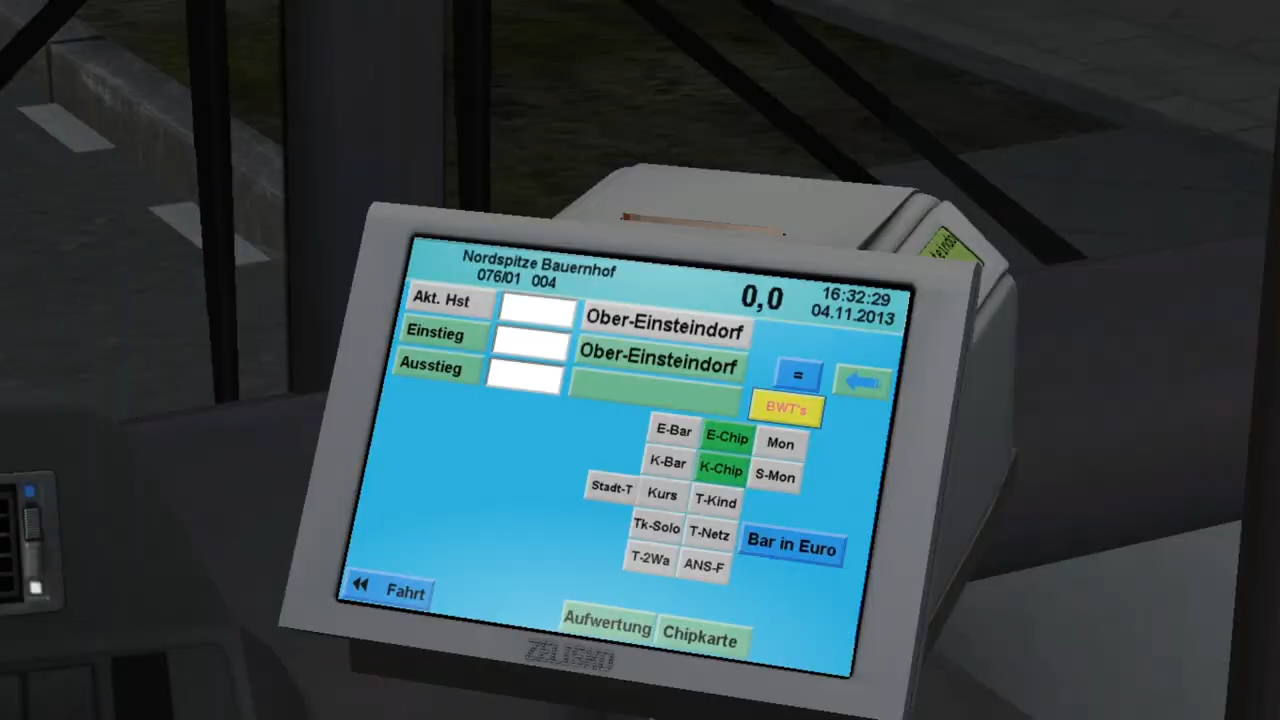 Nordspitze Bauernhof
076/01 004
0,0
16:32:29
04.11.2013
Akt. Hst
Ober-Einsteindorf
Einstieg
Ober-Einsteindorf
Ausstieg
=
BWT's
E-Bar
E-Chip
Mon
K-Bar
K-Chip
S-Mon
Stadt-T
Kurs
T-Kind
Tk-Solo
T-Netz
Bar in Euro
T-2Wa
ANS-F
Fahrt
Aufwertung
Chipkarte
ZELISKO